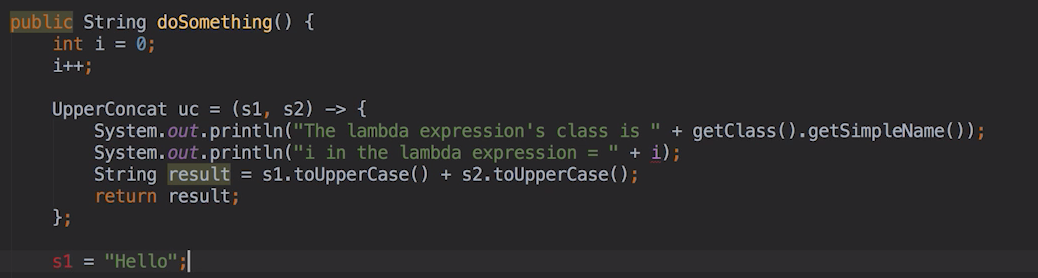 public String doSomething() {
int i = 0;
i++;
UpperConcat uc = (s1, s2) -> {
System.out.println("The lambda expression's class is " + getClass().getSimpleName());
System.out.println("i in the lambda expression = " + i);
String result = s1.toUpperCase() + s2.toUpperCase();
return result;
};
s1 = "Hello";